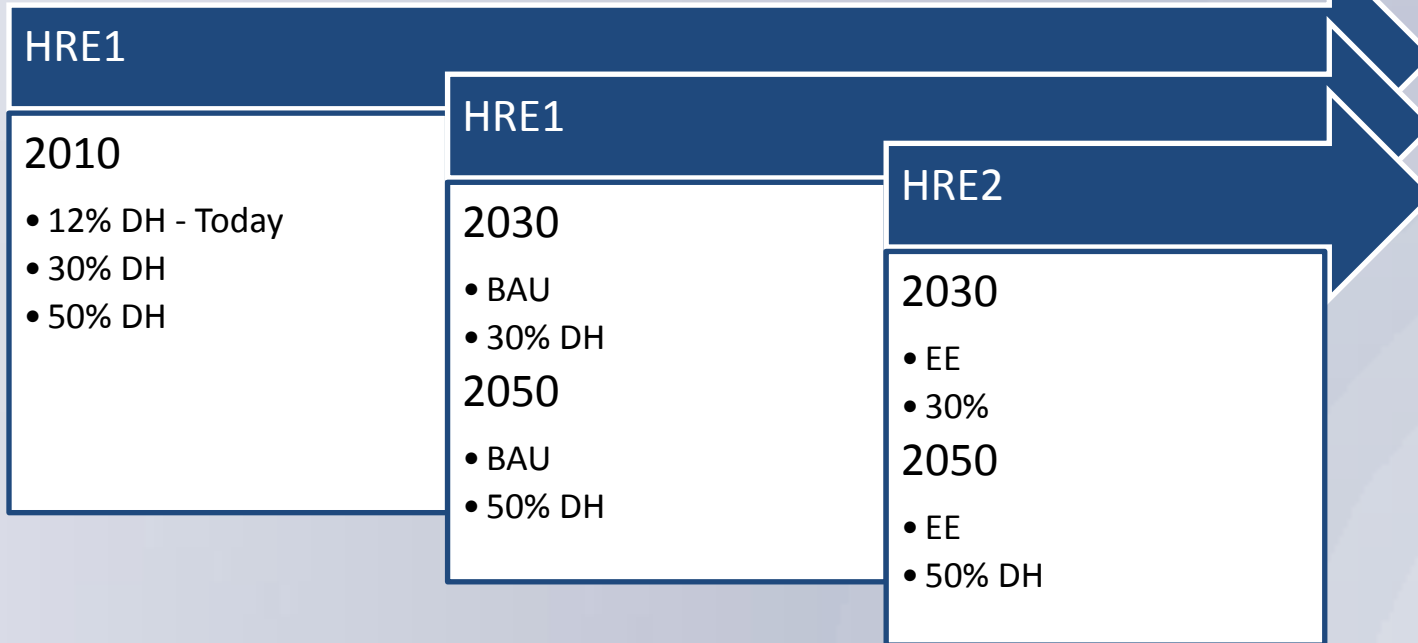 HRE1
2010
• 12% DH - Today
• 30% DH
• 50% DH
HRE1
2030
• BAU
• 30% DH
2050
• BAU
• 50% DH
HRE2
2030
• EE
• 30%
2050
• EE
• 50% DH